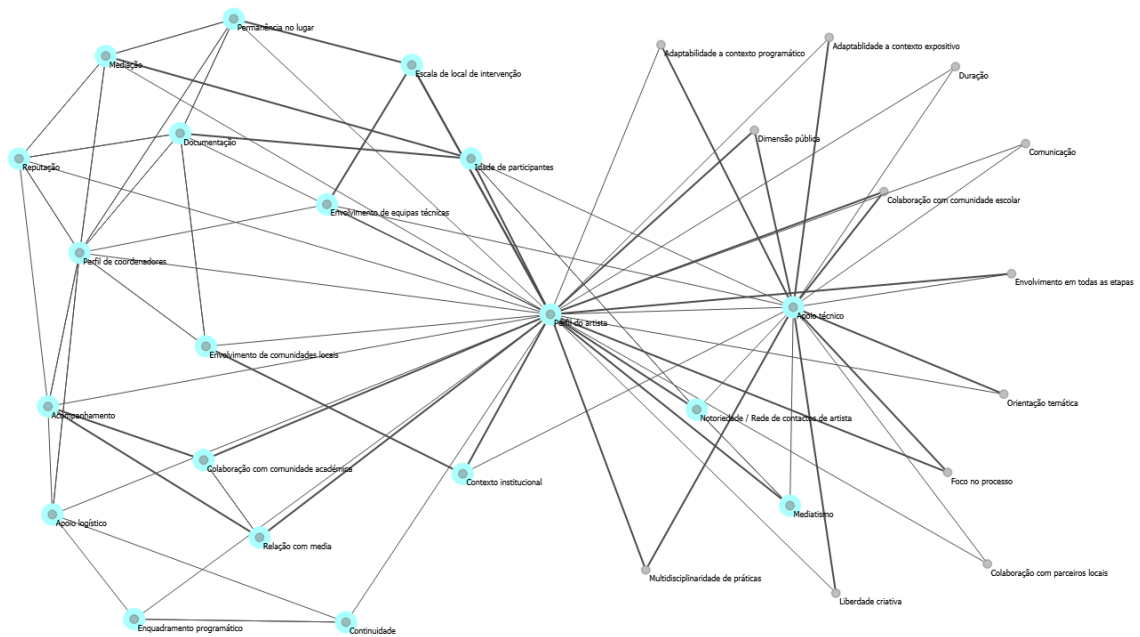 Permanência no lugar
Adaptabilidade a contexto programático
Adaptablidade a contexto expositivo
Mediação
Escala de local de intervenção
Duração
Documentação
Dimensão pública
Reputação
Idade de participantes
Comunicação
Colaboração com comunidade escolar
Envolvimento de equipas técnicas
Perfil de coordenadores
Envolvimento em todas as etapas
Perfil do artista
Apoio técnico
Envolvimento de comunidades locais
Acompanhamento
Notoriedade / Rede de contactos de artista
Orientação temática
Colaboração com comunidade académica
Contexto institucional
Foco no processo
Apoio logístico
Mediatismo
Relação com media
Multidisciplinaridade de práticas
Colaboração com parceiros locais
Liberdade criativa
Enquadramento programático
Continuidade